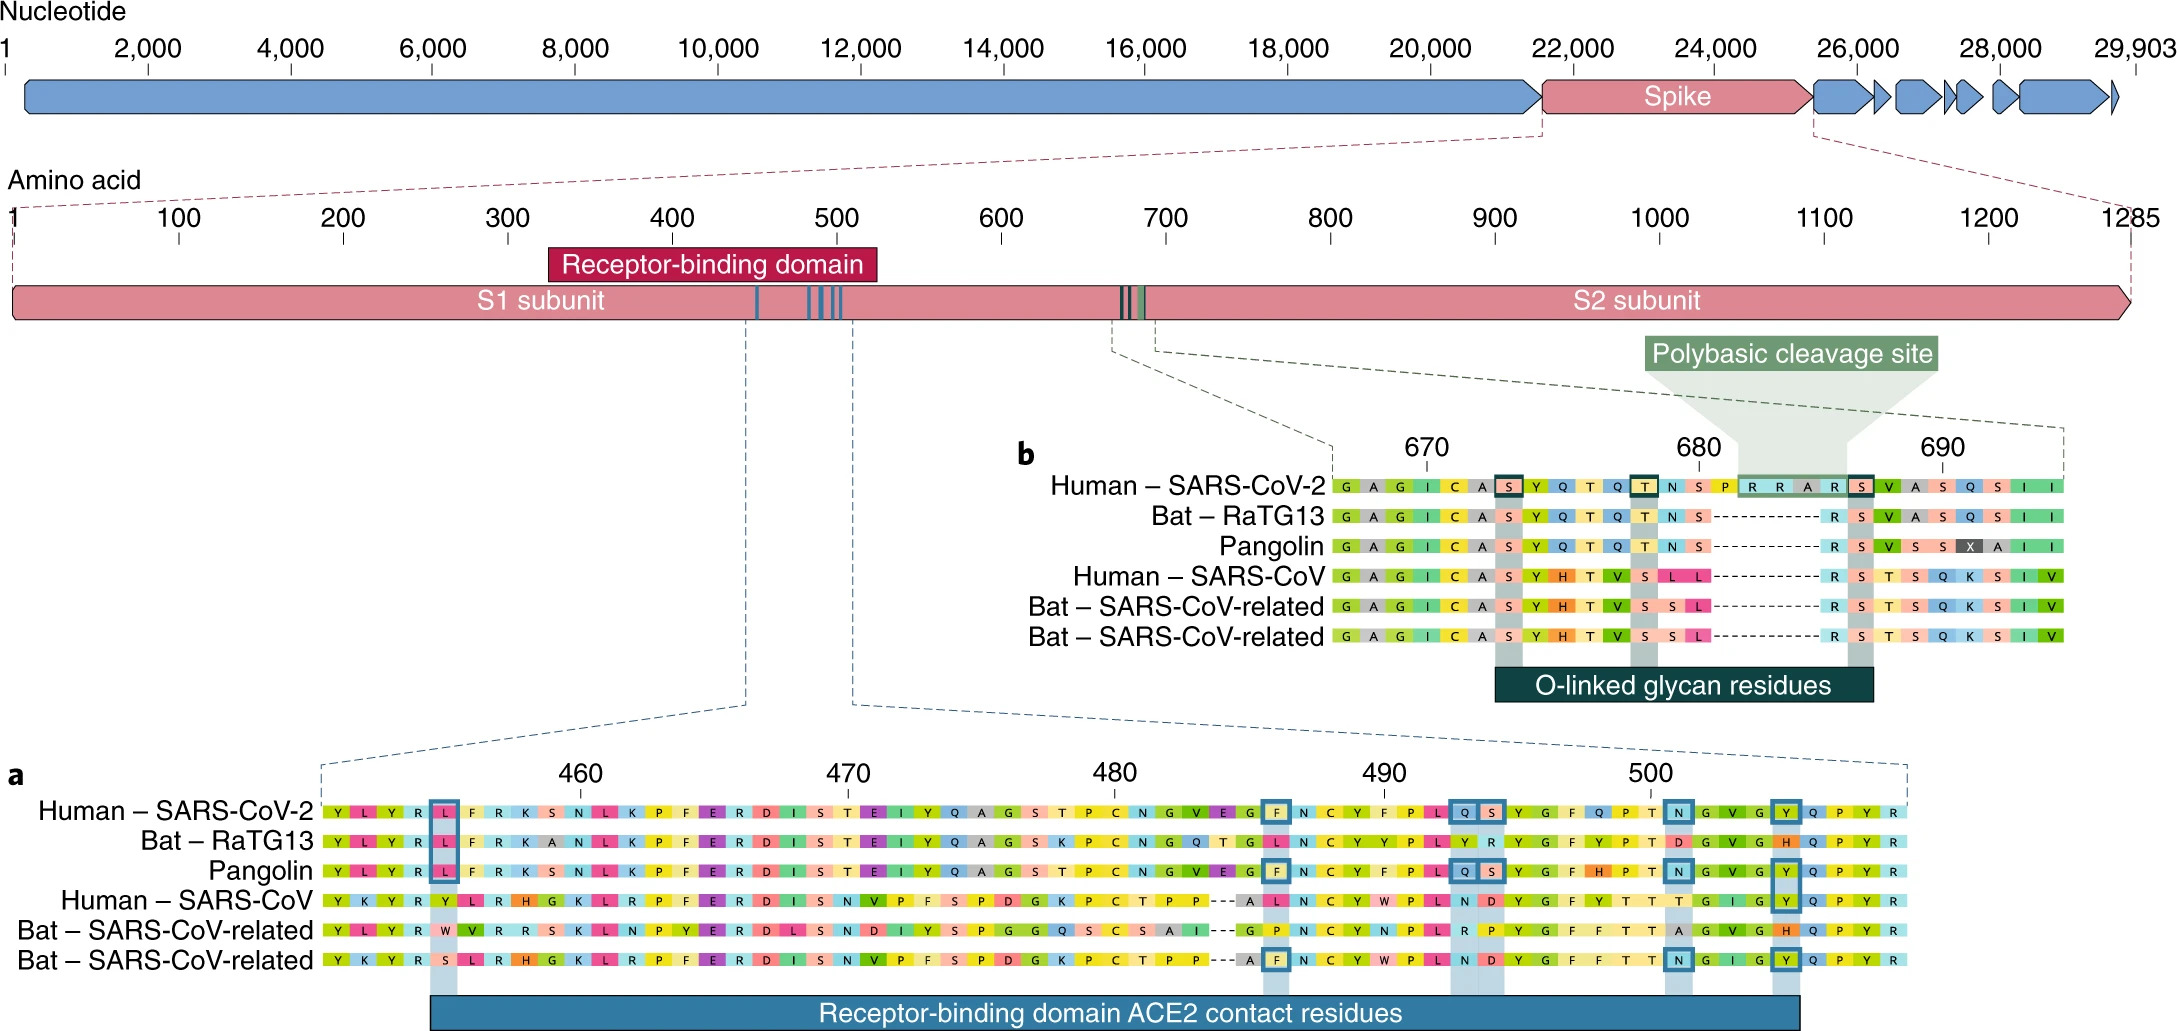 Nucleotide
1 2,000 4,000 6,000 8,000 10,000 12,000 14,000 16,000 18,000 20,000 22,000 24,000 26,000 28,000 29,903
Spike
Amino acid
1 100 200 300 400 500 600 700 800 900 1000 1100 1200 1285
Receptor-binding domain
S1 subunit S2 subunit
Polybasic cleavage site
b
670 680 690
Human – SARS-CoV-2 G A G I C A S Y Q T Q T N S P R R A R S V A S Q S I I
Bat – RaTG13 G A G I C A S Y Q T Q T N S ------------ R S V A S Q S I I
Pangolin G A G I C A S Y Q T Q T N S ------------ R S V S S X A I I
Human – SARS-CoV G A G I C A S Y H T V S L L ------------ R S T S Q K S I V
Bat – SARS-CoV-related G A G I C A S Y H T V S S L ------------ R S T S Q K S I V
Bat – SARS-CoV-related G A G I C A S Y H T V S S L ------------ R S T S Q K S I V
O-linked glycan residues
a
460 470 480 490 500
Human – SARS-CoV-2 Y L Y R L F R K S N L K P F E R D I S T E I Y Q A G S T P C N G V E G F N C Y F P L Q S Y G F Q P T N G V G Y Q P Y R
Bat – RaTG13 Y L Y R L F R K A N L K P F E R D I S T E I Y Q A G S K P C N G Q T G L N C Y Y P L Y R Y G F Y P T D G V G H Q P Y R
Pangolin Y L Y R L F R K S N L K P F E R D I S T E I Y Q A G S T P C N G V E G F N C Y F P L Q S Y G F H P T N G V G Y Q P Y R
Human – SARS-CoV Y K Y R Y L R H G K L R P F E R D I S N V P F S P D G K P C T P P --- A L N C Y W P L N D Y G F Y T T T G I G Y Q P Y R
Bat – SARS-CoV-related Y L Y R W V R R S K L N P Y E R D L S N D I Y S P G G Q S C S A I --- G P N C Y N P L R P Y G F F T T A G V G H Q P Y R
Bat – SARS-CoV-related Y K Y R S L R H G K L R P F E R D I S N V P F S P D G K P C T P P --- A F N C Y W P L N D Y G F F T T N G I G Y Q P Y R
Receptor-binding domain ACE2 contact residues